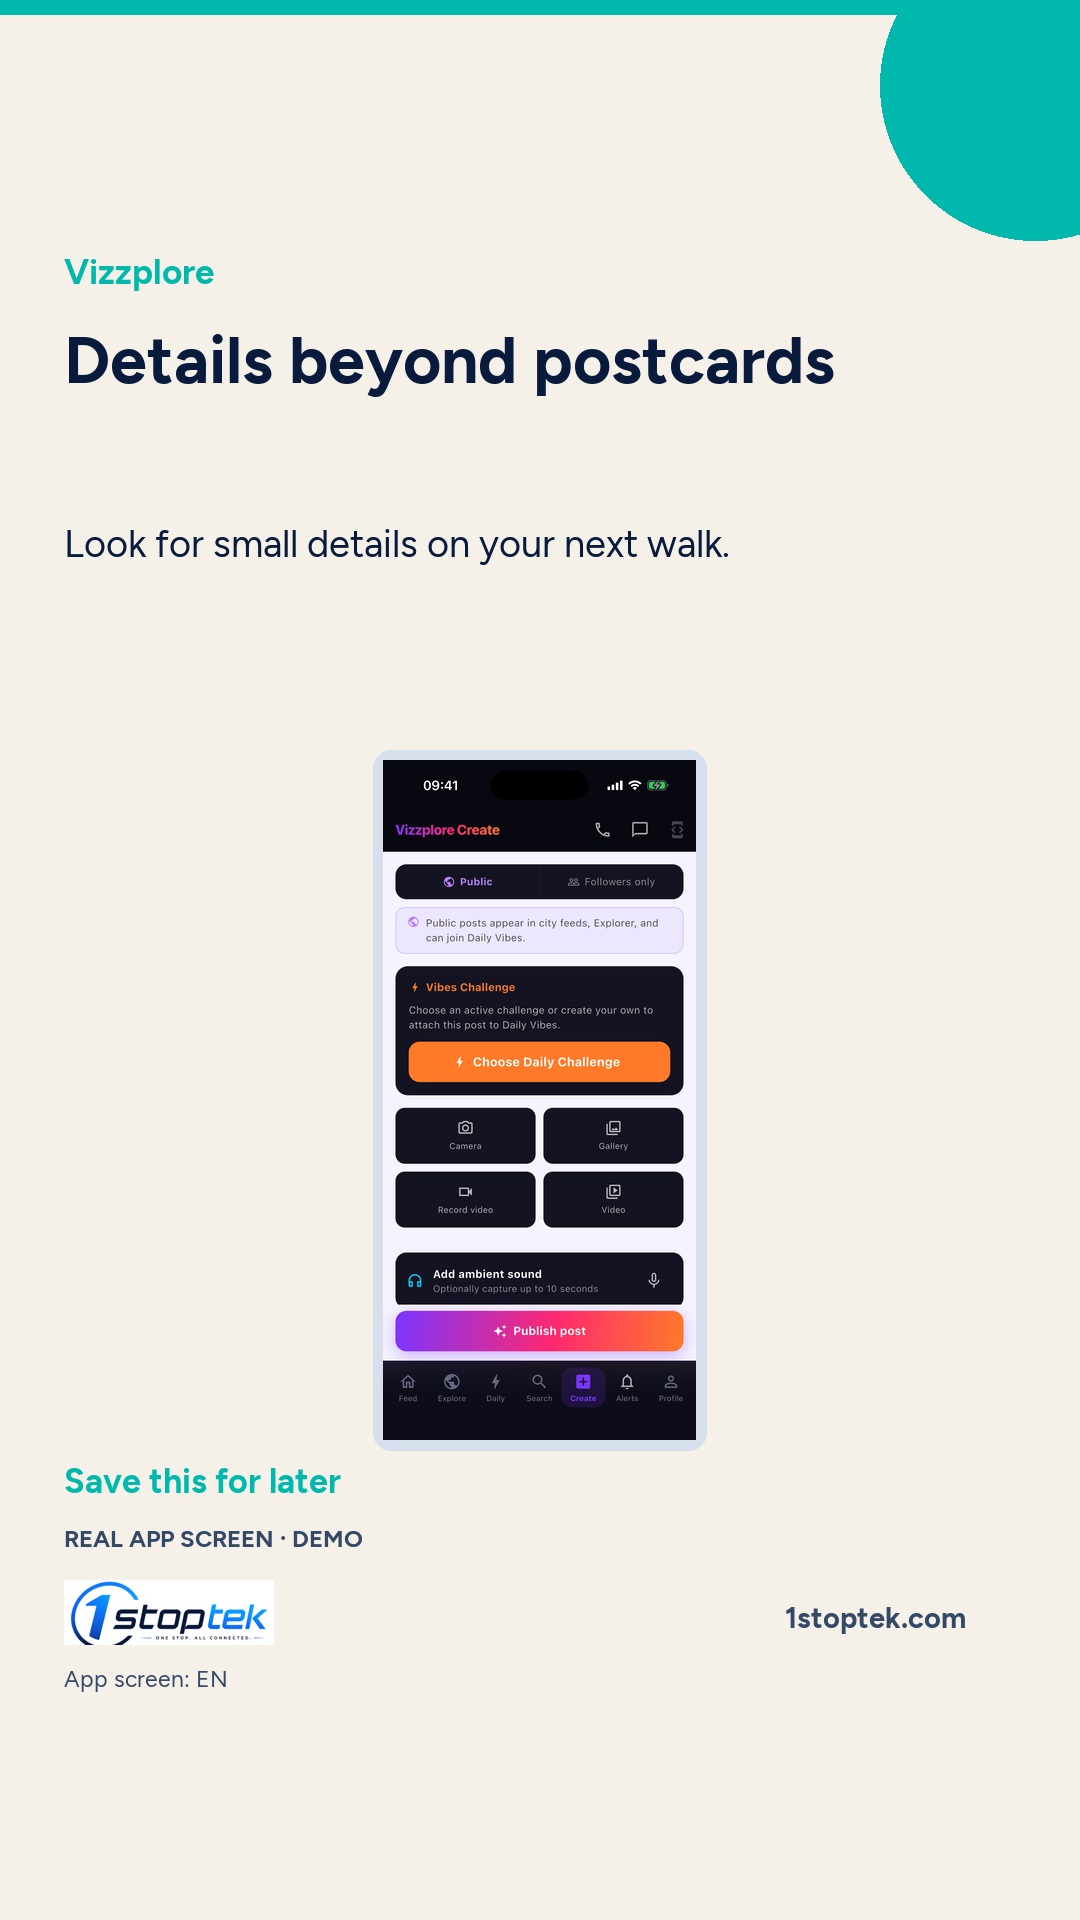 Vizzplore
Details beyond postcards
Look for small details on your next walk.
09:41
Vizzplore Create
Public
Followers only
Public posts appear in city feeds, Explorer, and
can join Daily Vibes.
Vibes Challenge
Choose an active challenge or create your own to
attach this post to Daily Vibes.
Choose Daily Challenge
Camera
Gallery
Record video
Video
Add ambient sound
Optionally capture up to 10 seconds
Publish post
Feed
Explore
Daily
Search
Create
Alerts
Profile
Save this for later
REAL APP SCREEN · DEMO
1stoptek
ONE STOP. ALL CONNECTED.
1stoptek.com
App screen: EN